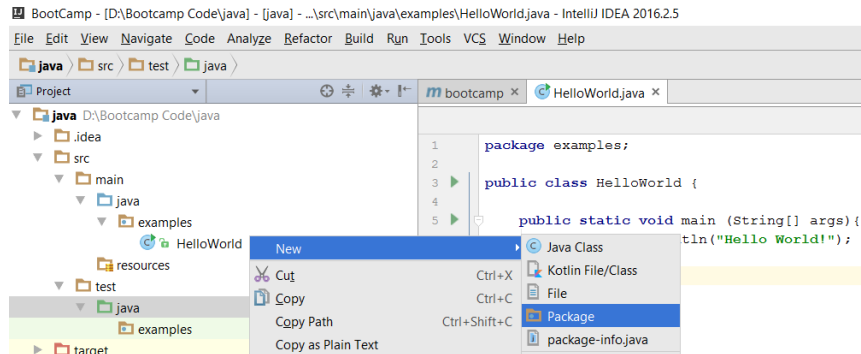 BootCamp - [D:\Bootcamp Code\java] - [java] - ...\src\main\java\examples\HelloWorld.java - IntelliJ IDEA 2016.2.5
File Edit View Navigate Code Analyze Refactor Build Run Tools VCS Window Help
java src test java
Project
m bootcamp HelloWorld.java
java D:\Bootcamp Code\java
.idea
src
main
java
examples
HelloWorld
resources
test
java
examples
target
1 package examples;
2
3 public class HelloWorld {
4
5 public static void main (String[] args){
tln("Hello World!");
New
Cut Ctrl+X
Copy Ctrl+C
Copy Path Ctrl+Shift+C
Copy as Plain Text
Java Class
Kotlin File/Class
File
Package
package-info.java